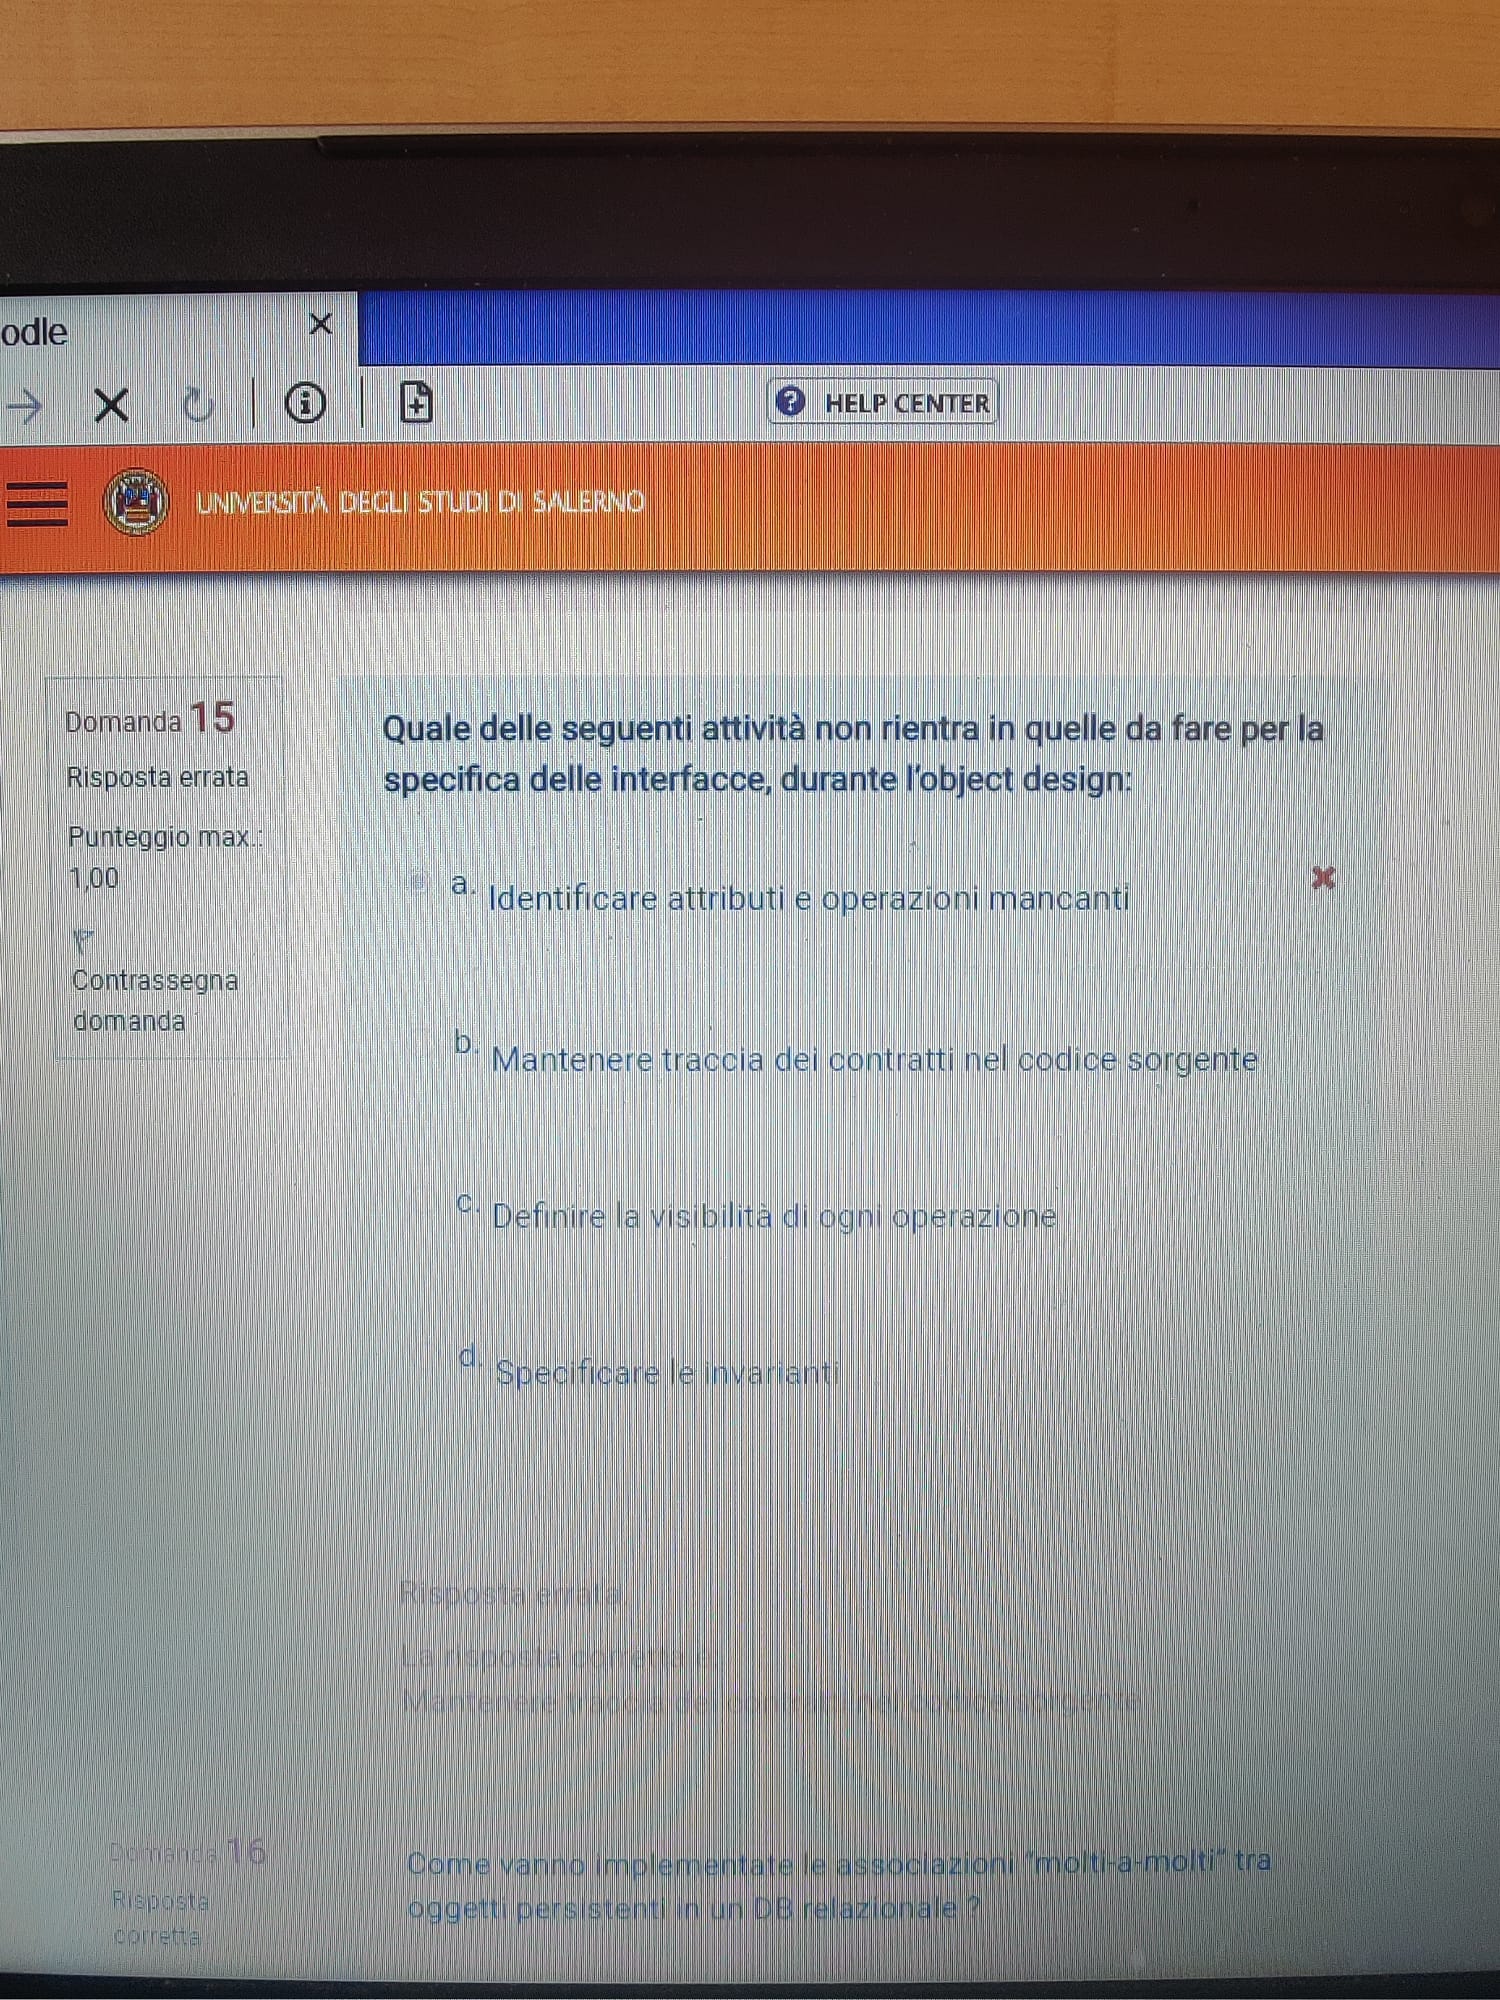 odle
HELP CENTER
UNIVERSITÀ DEGLI STUDI DI SALERNO
Domanda 15
Risposta errata
Punteggio max.:
1,00
Contrassegna
domanda
Quale delle seguenti attività non rientra in quelle da fare per la
specifica delle interfacce, durante l'object design:
a. Identificare attributi e operazioni mancanti
b. Mantenere traccia dei contratti nel codice sorgente
c. Definire la visibilità di ogni operazione
d. Specificare le invarianti
Risposta errata.
La risposta corretta è:
Mantenere traccia dei contratti nel codice sorgente
Domanda 16
Risposta
corretta
Come vanno implementate le associazioni "molti-a-molti" tra
oggetti persistenti in un DB relazionale ?